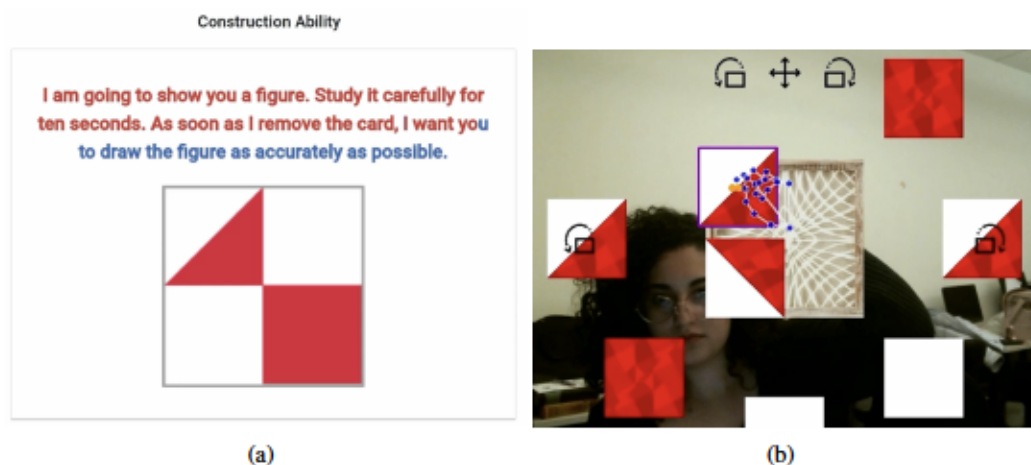 Construction Ability
I am going to show you a figure. Study it carefully for
ten seconds. As soon as I remove the card, I want you
to draw the figure as accurately as possible.
(a)
(b)